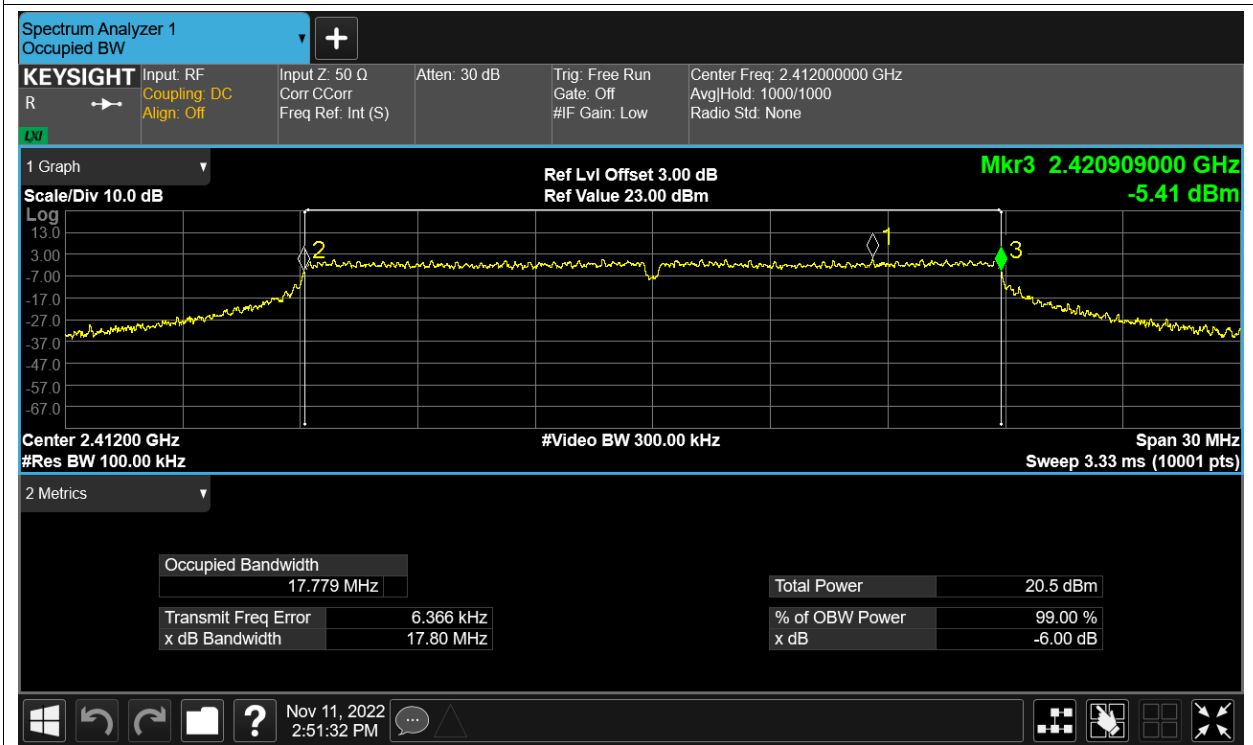 Spectrum Analyzer 1
Occupied BW
KEYSIGHT
R
LXI
Input: RF
Coupling: DC
Align: Off
Input Z: 50 Ω
Corr CCorr
Freq Ref: Int (S)
Atten: 30 dB
Trig: Free Run
Gate: Off
#IF Gain: Low
Center Freq: 2.412000000 GHz
Avg|Hold: 1000/1000
Radio Std: None
1 Graph
Scale/Div 10.0 dB
Ref Lvl Offset 3.00 dB
Ref Value 23.00 dBm
Mkr3 2.420909000 GHz
-5.41 dBm
Log
13.0
3.00
-7.00
-17.0
-27.0
-37.0
-47.0
-57.0
-67.0
2
1
3
Center 2.41200 GHz
#Video BW 300.00 kHz
Span 30 MHz
#Res BW 100.00 kHz
Sweep 3.33 ms (10001 pts)
2 Metrics
Occupied Bandwidth
17.779 MHz
Total Power 20.5 dBm
Transmit Freq Error 6.366 kHz
% of OBW Power 99.00 %
x dB Bandwidth 17.80 MHz
x dB -6.00 dB
?
Nov 11, 2022
2:51:32 PM